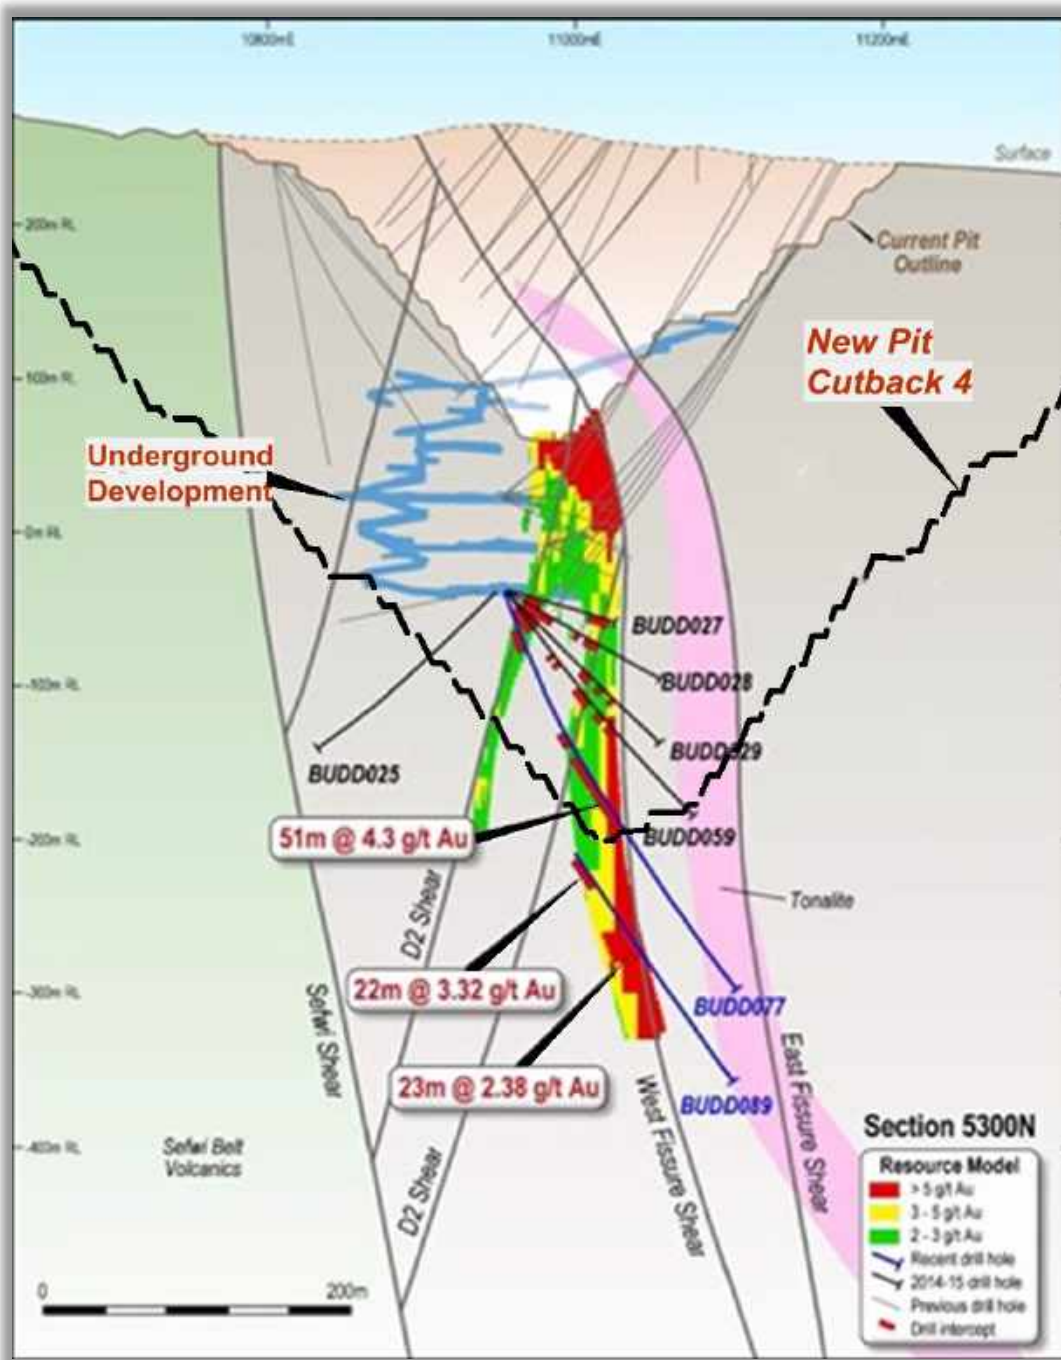 10800mE
11000mE
11200mE
Surface
200m RL
Current Pit
Outline
New Pit
Cutback 4
100m RL
Underground
Development
0m RL
BUDD027
-100m RL
BUDD028
BUDD029
BUDD025
51m @ 4.3 g/t Au
-200m RL
BUDD059
D2 Shear
Tonalite
22m @ 3.32 g/t Au
-300m RL
BUDD077
Sefwi Shear
East Fissure Shear
23m @ 2.38 g/t Au
West Fissure Shear
BUDD089
Sefwi Belt
Volcanics
-400m RL
D2 Shear
Section 5300N
Resource Model
> 5 g/t Au
3 - 5 g/t Au
2 - 3 g/t Au
Recent drill hole
2014-15 drill hole
Previous drill hole
Drill intercept
0
200m